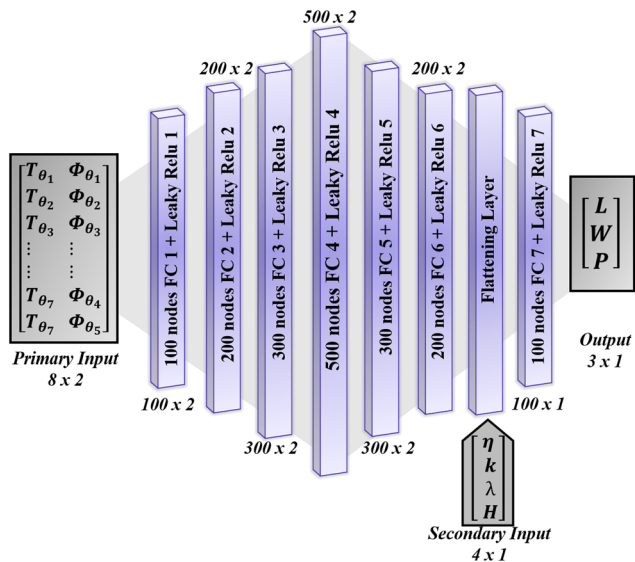 500 x 2
200 x 2
200 x 2
100 nodes FC 1 + Leaky Relu 1
200 nodes FC 2 + Leaky Relu 2
300 nodes FC 3 + Leaky Relu 3
500 nodes FC 4 + Leaky Relu 4
300 nodes FC 5 + Leaky Relu 5
200 nodes FC 6 + Leaky Relu 6
Flattening Layer
100 nodes FC 7 + Leaky Relu 7
T_θ₁ Φ_θ₁
T_θ₂ Φ_θ₂
T_θ₃ Φ_θ₃
⋮ ⋮
⋮ ⋮
T_θ₇ Φ_θ₄
T_θ₇ Φ_θ₅
Primary Input
8 x 2
L
W
P
Output
3 x 1
100 x 2
300 x 2
300 x 2
100 x 1
η
k
λ
H
Secondary Input
4 x 1